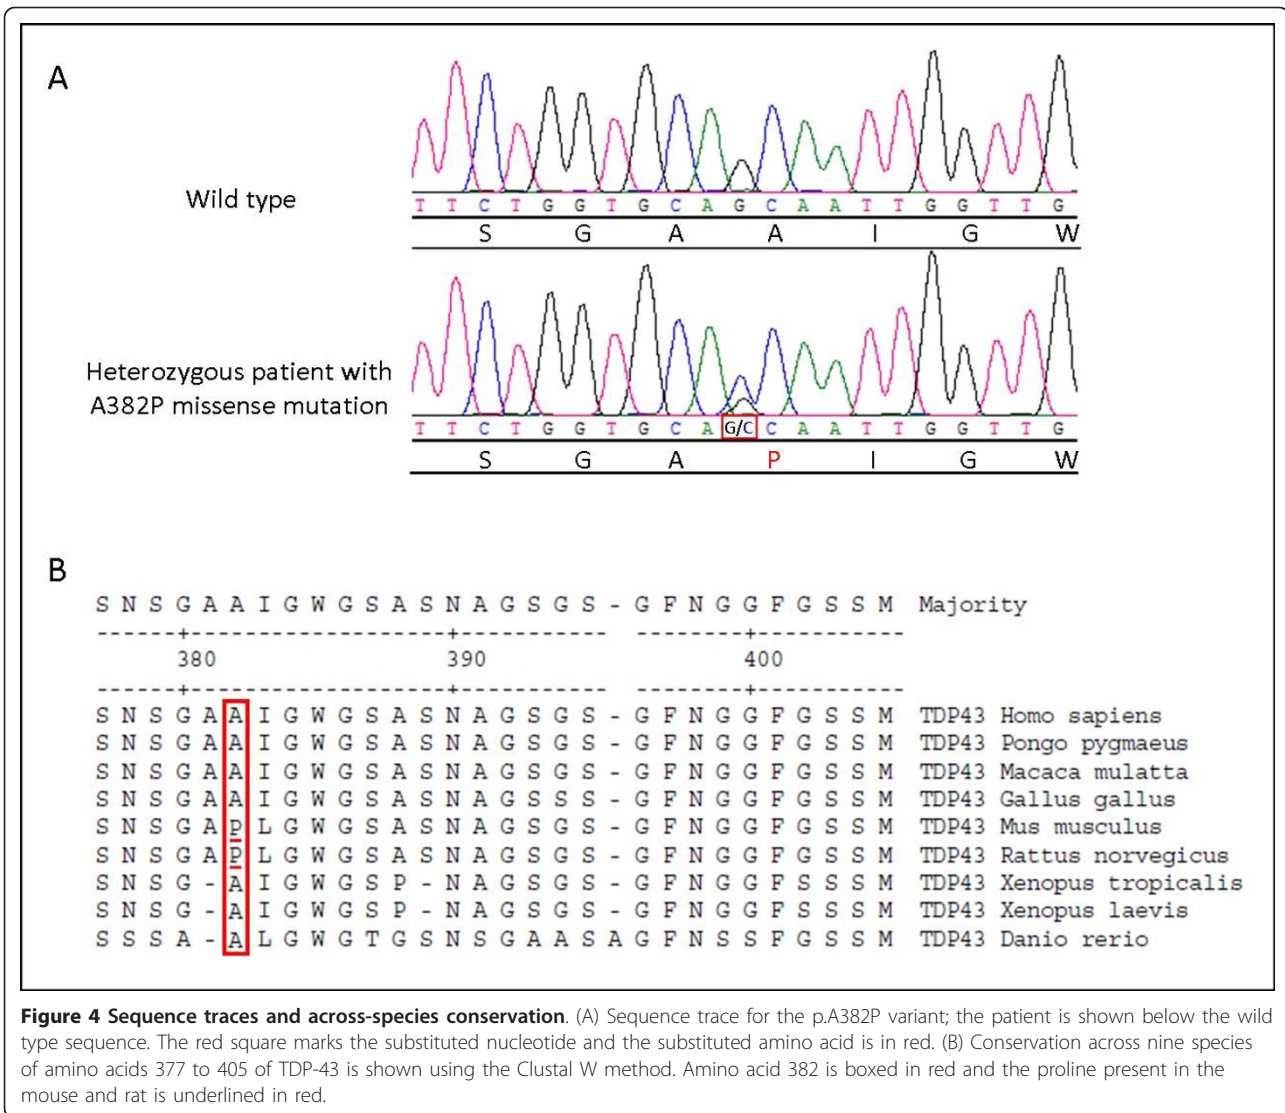 A
Wild type
T T C T G G T G C A G C A A T T G G T T G
S G A A I G W
Heterozygous patient with
A382P missense mutation
T T C T G G T G C A G/C C A A T T G G T T G
S G A P I G W
B
S N S G A A I G W G S A S N A G S G S - G F N G G F G S S M Majority
------+------------------+---------- --------+----------
380 390 400
------+------------------+---------- --------+----------
S N S G A A I G W G S A S N A G S G S - G F N G G F G S S M TDP43 Homo sapiens
S N S G A A I G W G S A S N A G S G S - G F N G G F G S S M TDP43 Pongo pygmaeus
S N S G A A I G W G S A S N A G S G S - G F N G G F G S S M TDP43 Macaca mulatta
S N S G A A I G W G S A S N A G S S S - G F N G G F G S S M TDP43 Gallus gallus
S N S G A P L G W G S A S N A G S G S - G F N G G F G S S M TDP43 Mus musculus
S N S G A P L G W G S A S N A G S G S - G F N G G F G S S M TDP43 Rattus norvegicus
S N S G - A I G W G S P - N A G S G S - G F N G G F S S S M TDP43 Xenopus tropicalis
S N S G - A I G W G S P - N A G S G S - G F N G G F S S S M TDP43 Xenopus laevis
S S S A - A L G W G T G S N S G A A S A G F N S S F G S S M TDP43 Danio rerio
Figure 4 Sequence traces and across-species conservation. (A) Sequence trace for the p.A382P variant; the patient is shown below the wild
type sequence. The red square marks the substituted nucleotide and the substituted amino acid is in red. (B) Conservation across nine species
of amino acids 377 to 405 of TDP-43 is shown using the Clustal W method. Amino acid 382 is boxed in red and the proline present in the
mouse and rat is underlined in red.